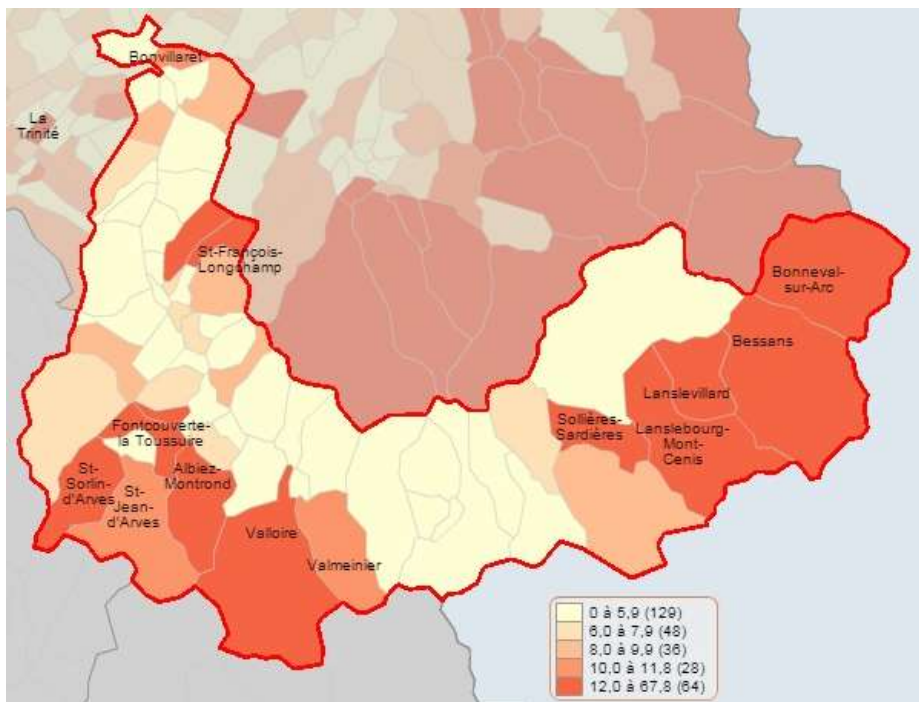 Bonvillaret
La
Trinité
St-François-
Longchamp
Bonneval-
sur-Arc
Bessans
Lanslevillard
Sollières-
Sardières
Lanslebourg-
Mont-
Cenis
Fontcouverte-
la Toussuire
St-
Sorlin-
d'Arves
St-
Jean-
d'Arves
Albiez-
Montrond
Valloire
Valmeinier
0 à 5,9 (129)
6,0 à 7,9 (48)
8,0 à 9,9 (36)
10,0 à 11,8 (28)
12,0 à 67,8 (64)